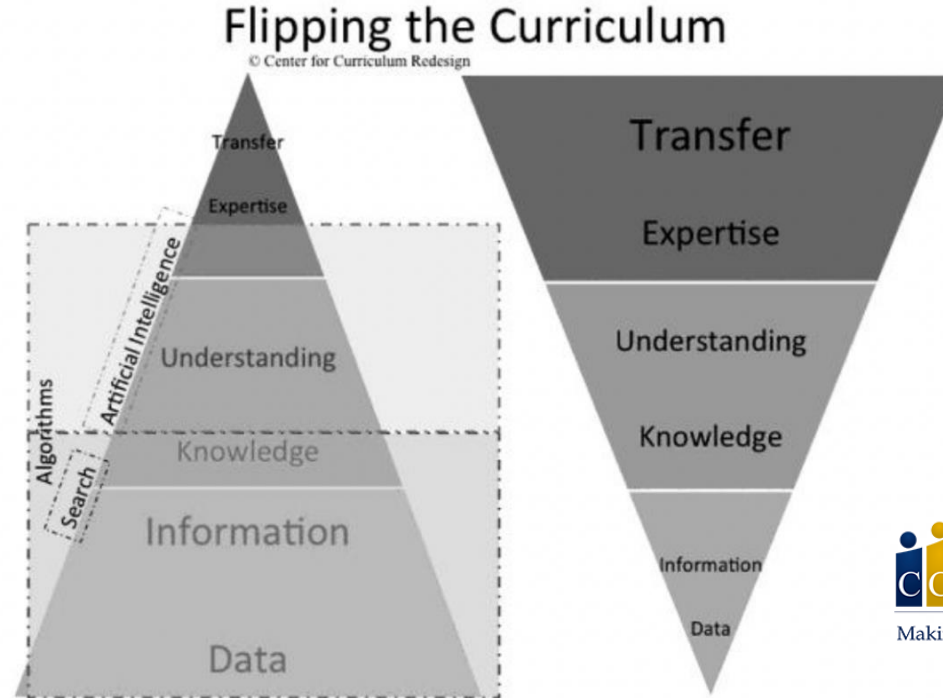 Flipping the Curriculum
© Center for Curriculum Redesign
Transfer
Expertise
Understanding
Knowledge
Information
Data
Algorithms
Artificial Intelligence
Search
Transfer
Expertise
Understanding
Knowledge
Information
Data
C
Maki